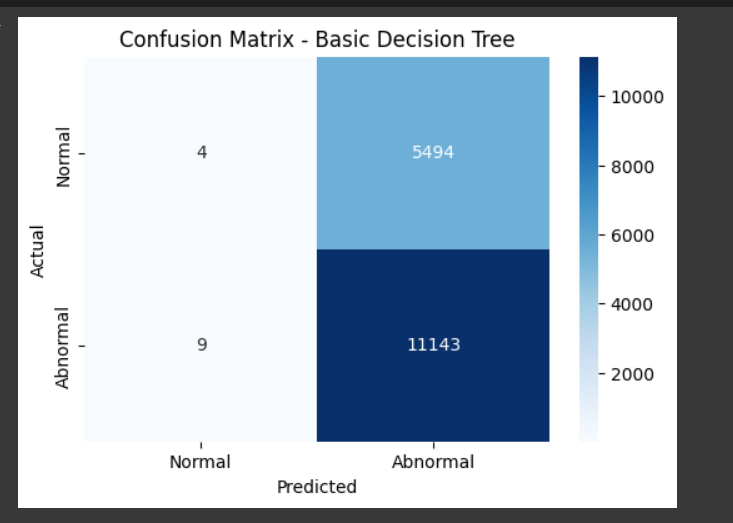 Confusion Matrix - Basic Decision Tree
Normal
4
5494
Actual
Abnormal
9
11143
Normal
Abnormal
Predicted
10000
8000
6000
4000
2000